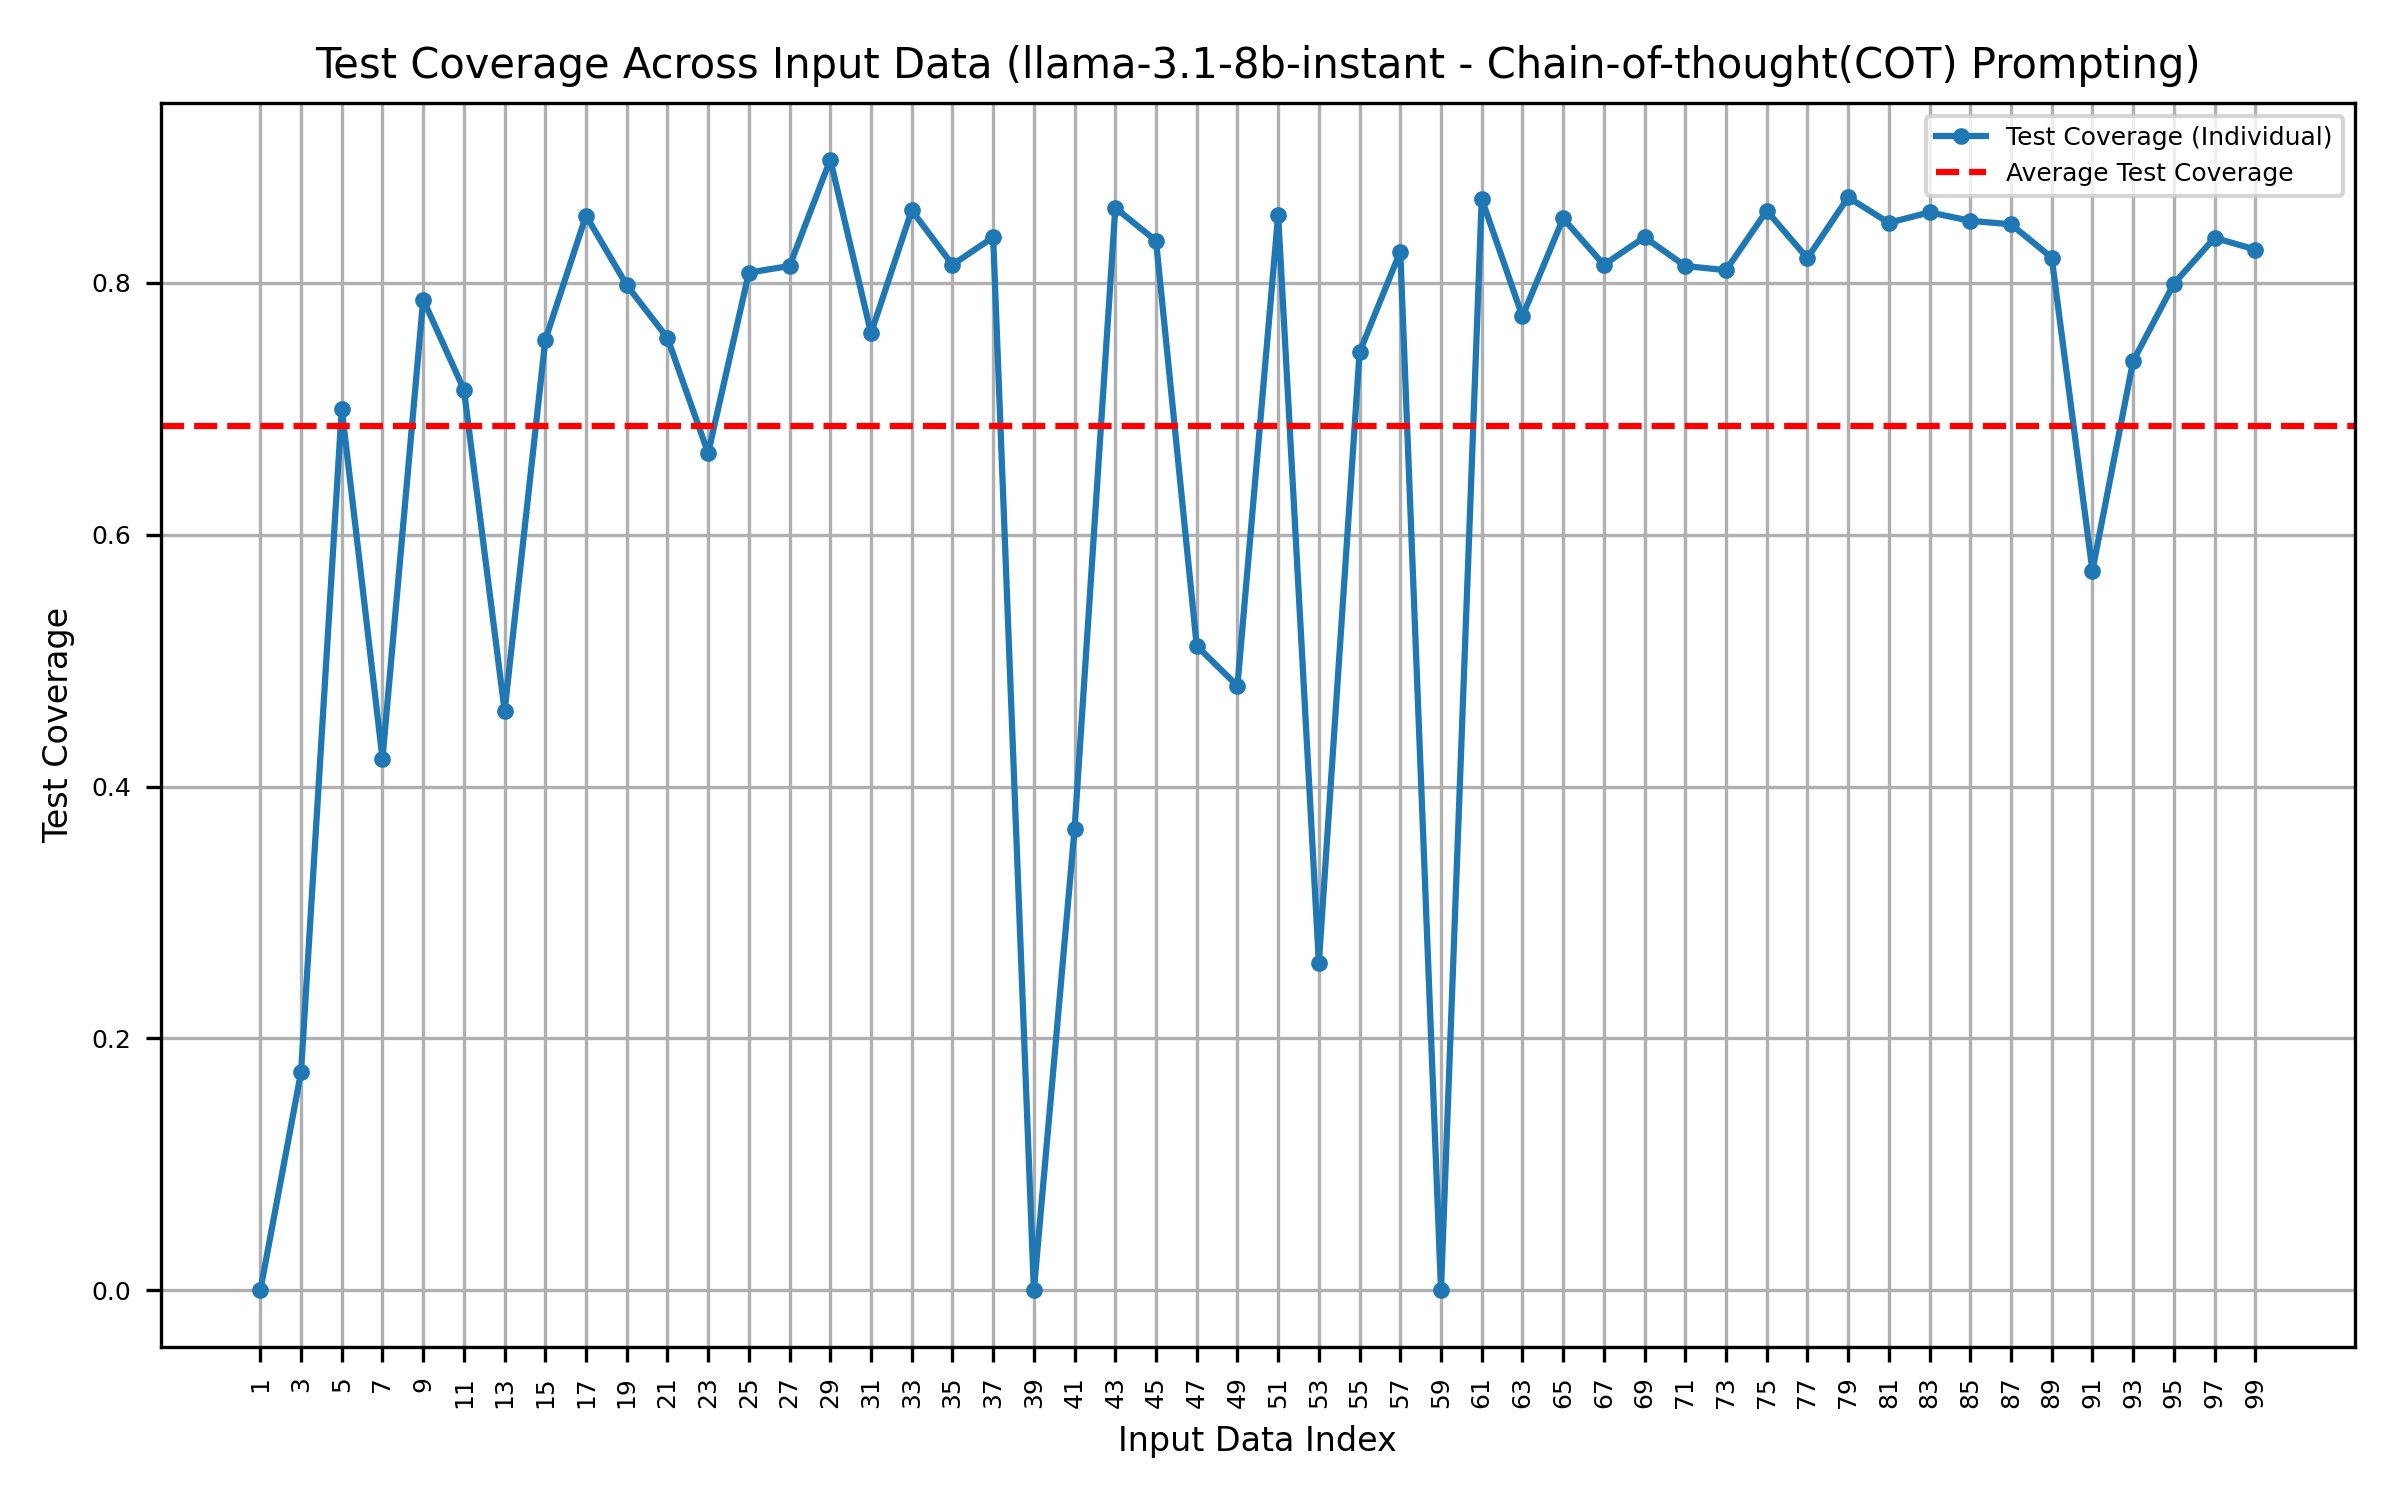 Test Coverage Across Input Data (llama-3.1-8b-instant - Chain-of-thought(COT) Prompting)
Test Coverage (Individual)
Average Test Coverage
Test Coverage
0.8
0.6
0.4
0.2
0.0
1 3 5 7 9 11 13 15 17 19 21 23 25 27 29 31 33 35 37 39 41 43 45 47 49 51 53 55 57 59 61 63 65 67 69 71 73 75 77 79 81 83 85 87 89 91 93 95 97 99
Input Data Index